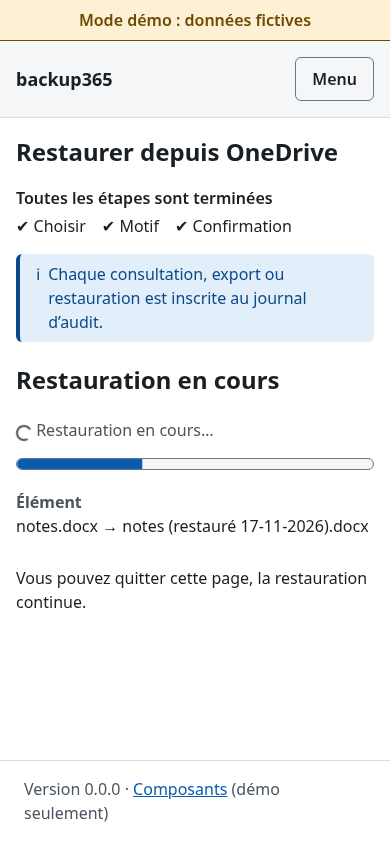 Mode démo : données fictives
backup365
Menu
Restaurer depuis OneDrive
Toutes les étapes sont terminées
✔ Choisir ✔ Motif ✔ Confirmation
i Chaque consultation, export ou
restauration est inscrite au journal
d’audit.
Restauration en cours
Restauration en cours…
Élément
notes.docx → notes (restauré 17-11-2026).docx
Vous pouvez quitter cette page, la restauration
continue.
Version 0.0.0 · Composants (démo
seulement)